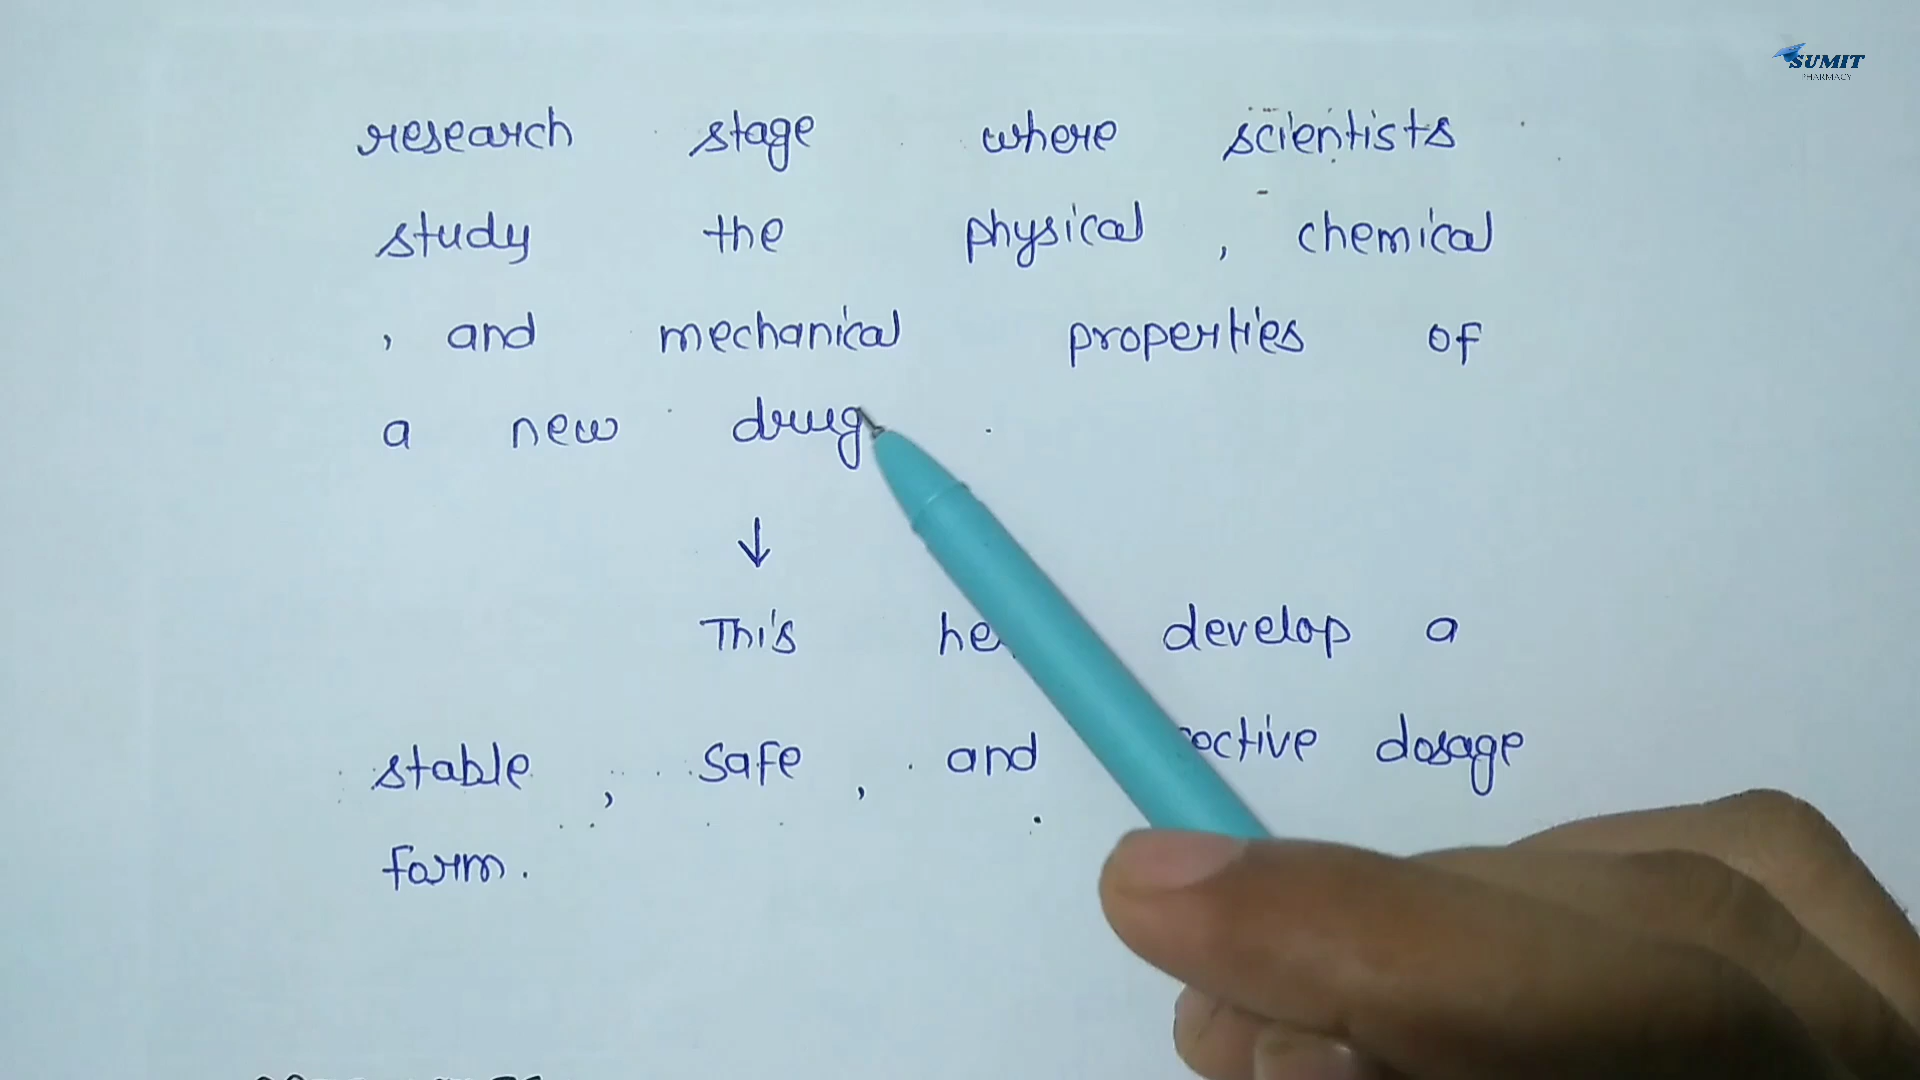 SUMIT
PHARMACY
research stage where scientists
study the physical , chemical
, and mechanical properties of
a new drug .
↓
This develop a
stable , safe , and dosage
form.